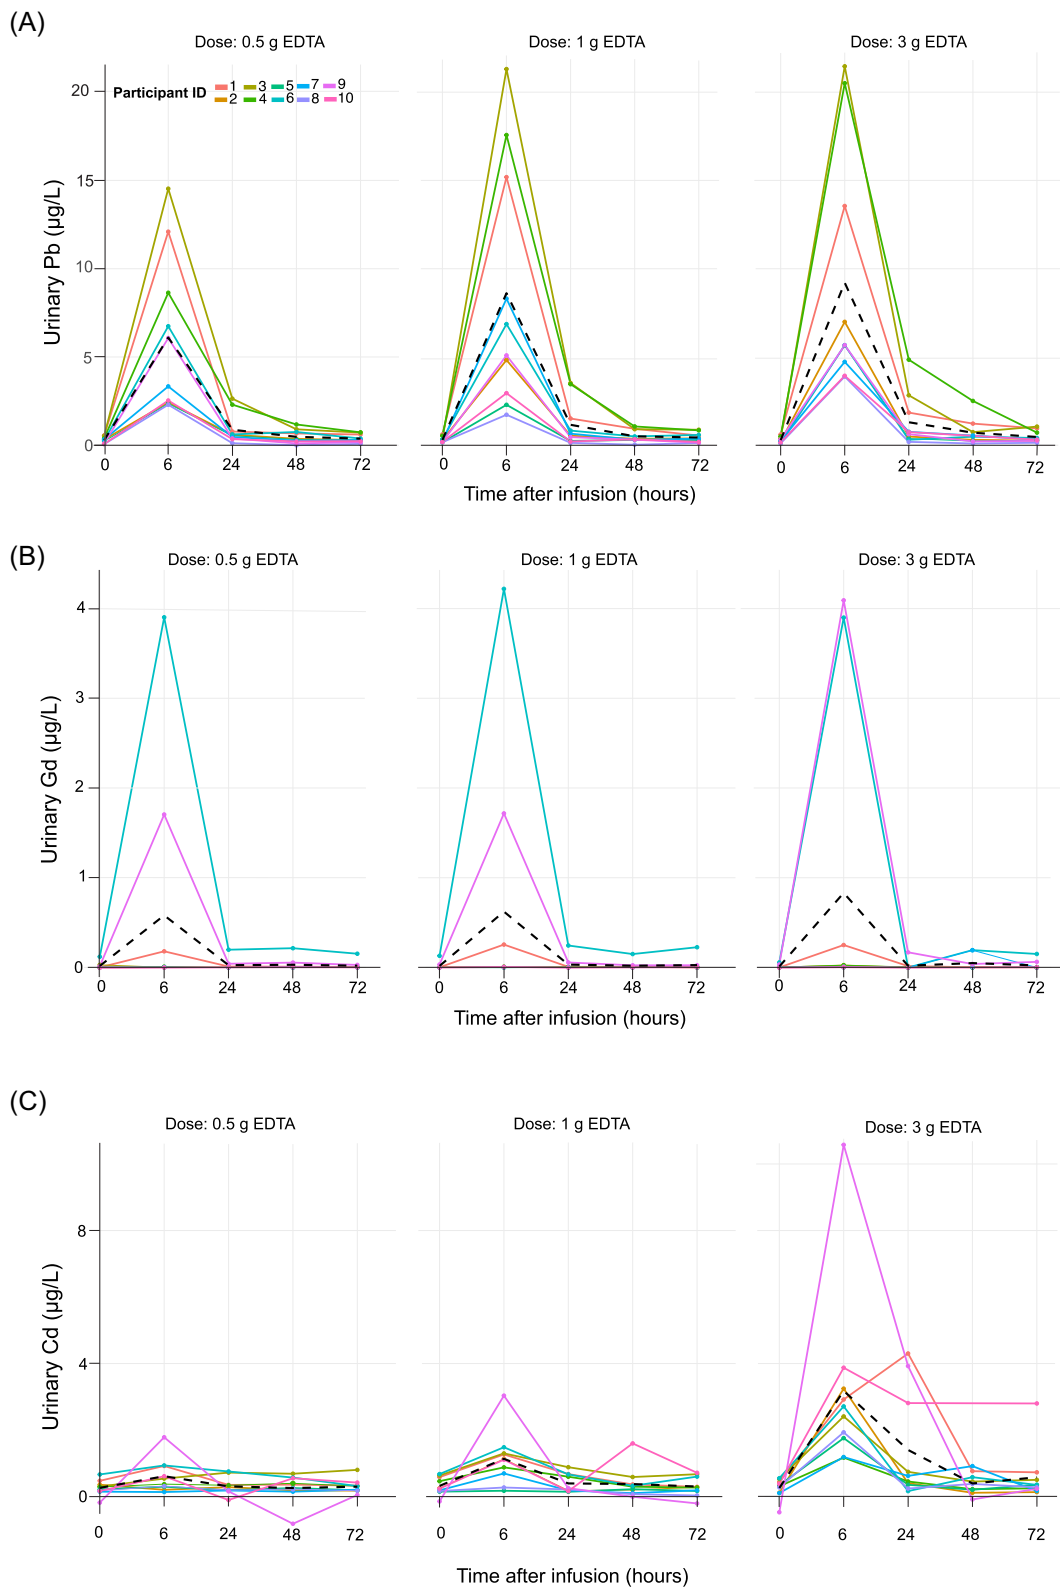 (A)
Dose: 0.5 g EDTA
Dose: 1 g EDTA
Dose: 3 g EDTA
Participant ID
1 3 5 7 9
2 4 6 8 10
Urinary Pb (µg/L)
20
15
10
5
0
0 6 24 48 72
0 6 24 48 72
0 6 24 48 72
Time after infusion (hours)
(B)
Dose: 0.5 g EDTA
Dose: 1 g EDTA
Dose: 3 g EDTA
Urinary Gd (µg/L)
4
3
2
1
0
0 6 24 48 72
0 6 24 48 72
0 6 24 48 72
Time after infusion (hours)
(C)
Dose: 0.5 g EDTA
Dose: 1 g EDTA
Dose: 3 g EDTA
Urinary Cd (µg/L)
8
4
0
0 6 24 48 72
0 6 24 48 72
0 6 24 48 72
Time after infusion (hours)